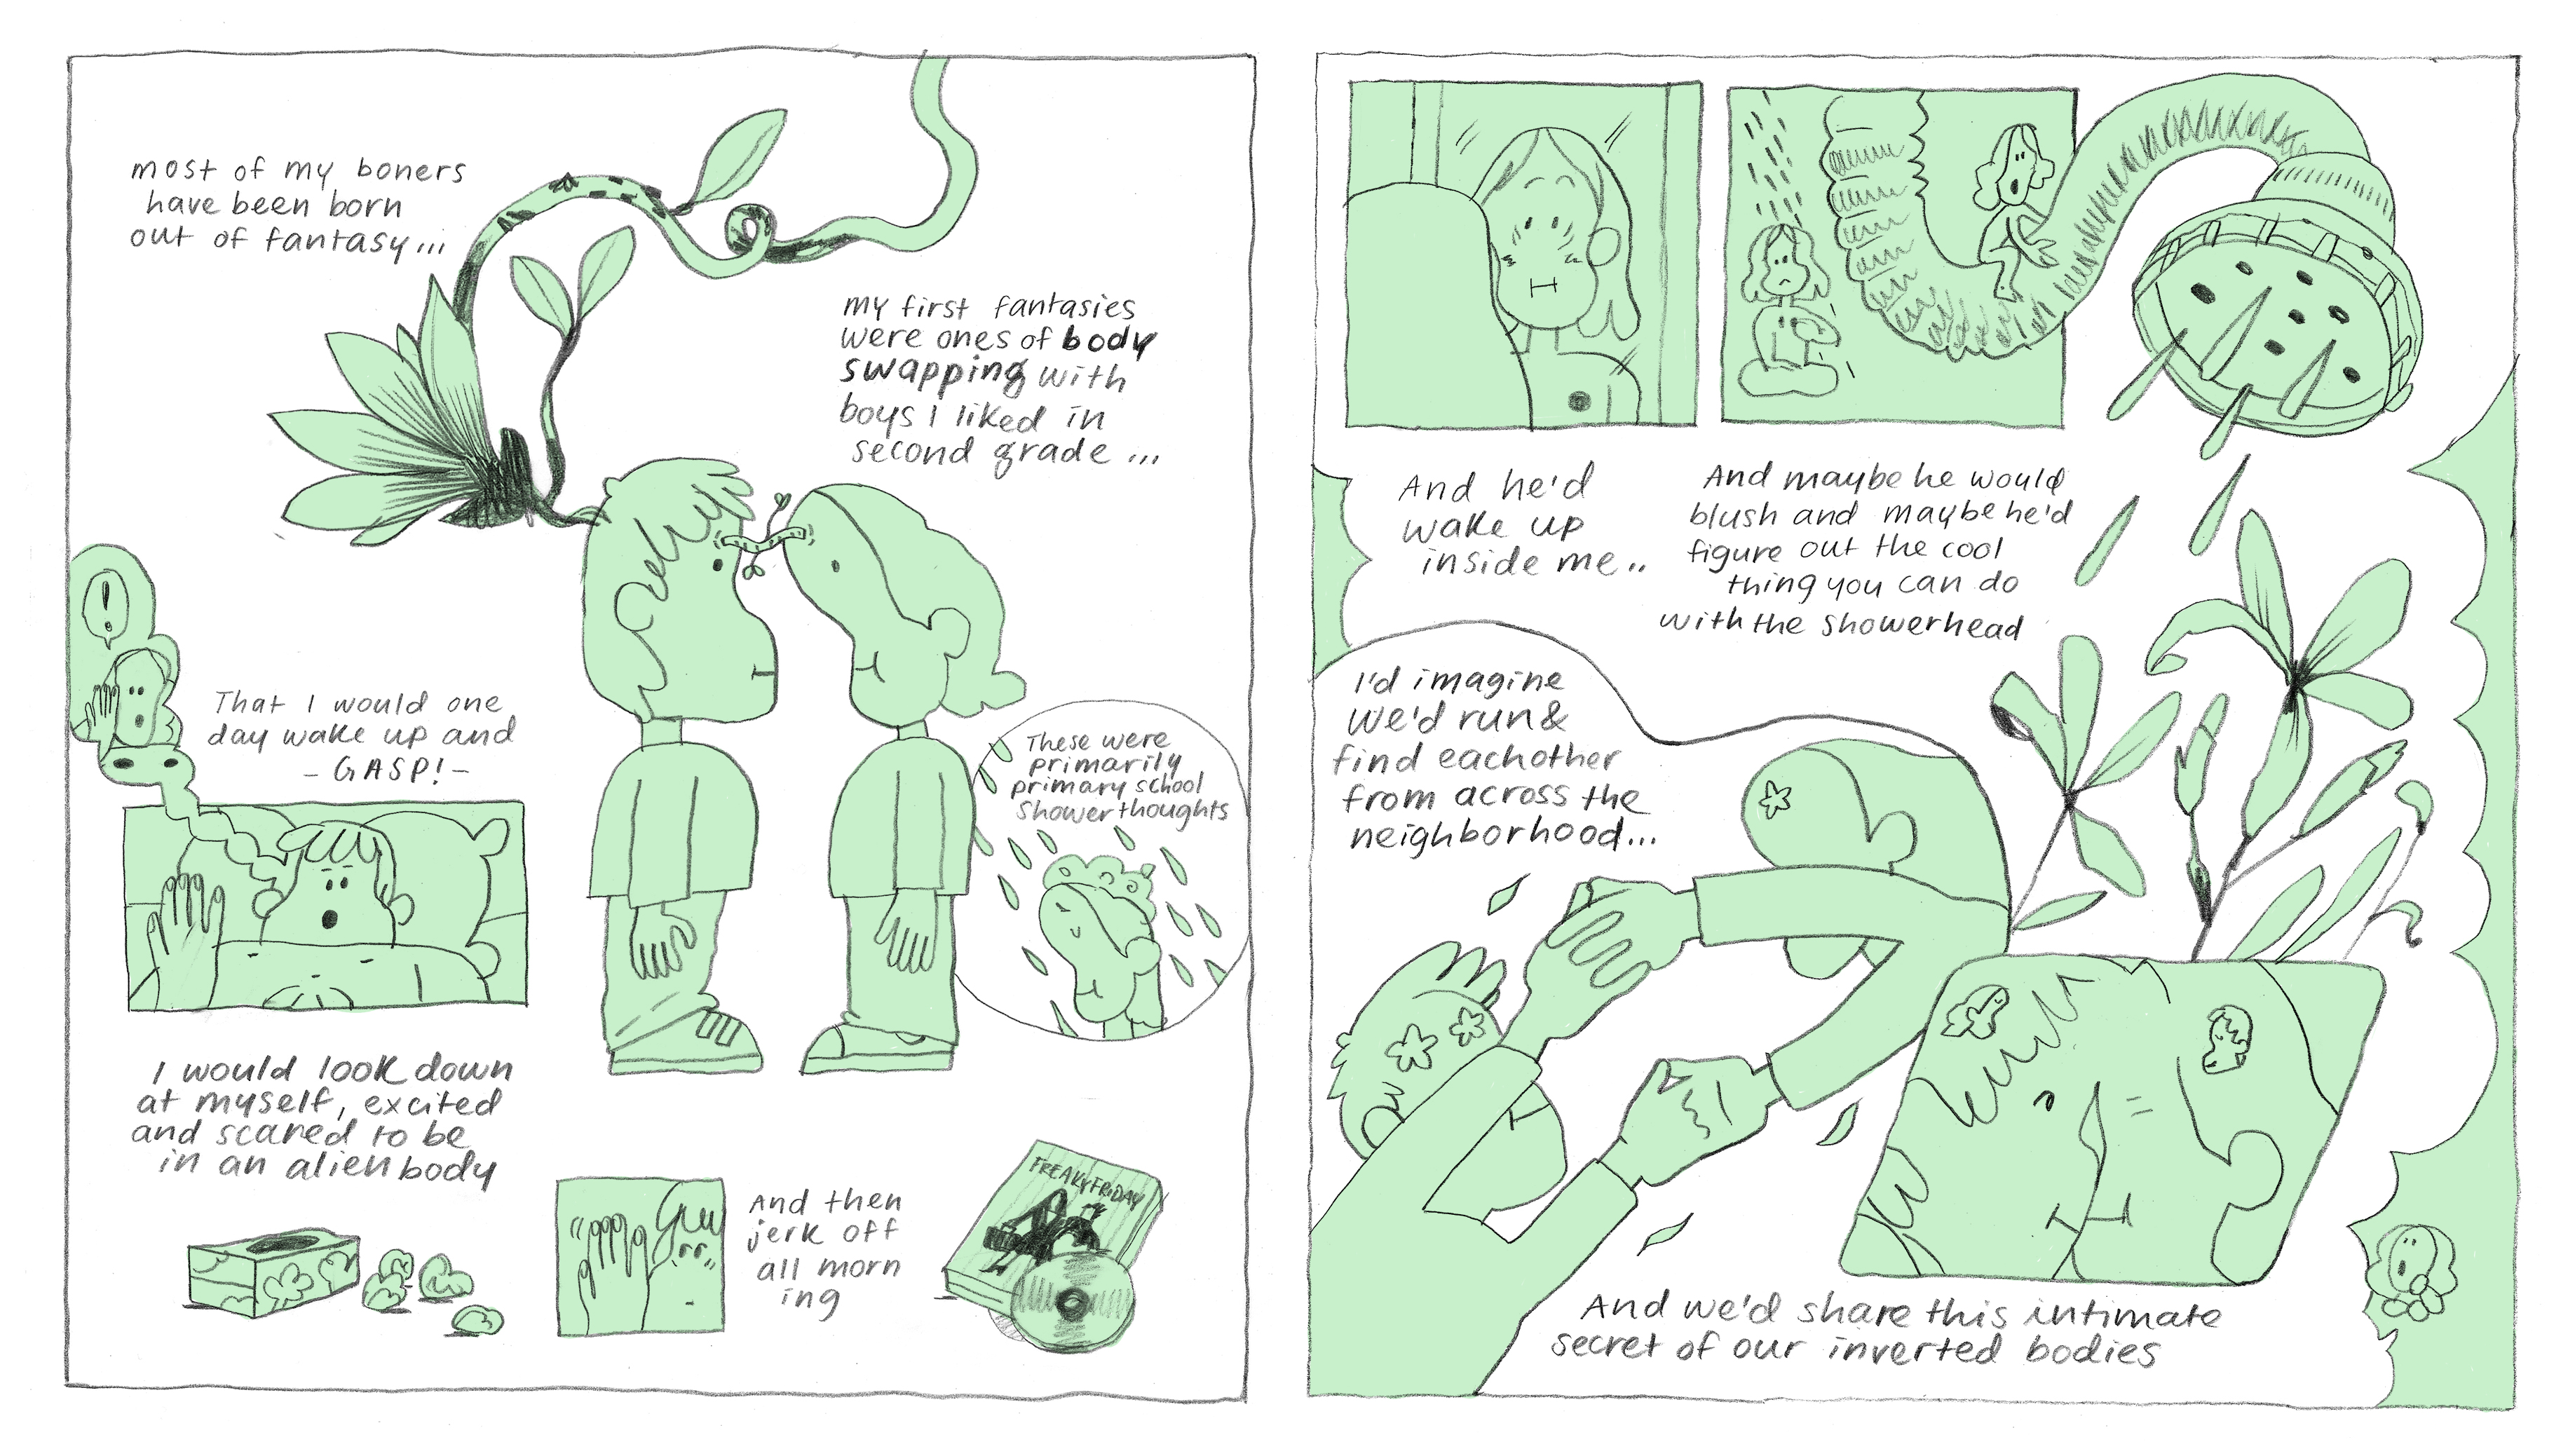 most of my boners
have been born
out of fantasy...
my first fantasies
were ones of body
swapping with
boys I liked in
second grade ...
!
That I would one
day wake up and
- GASP! -
These were
primarily
primary school
shower thoughts
I would look down
at myself, excited
and scared to be
in an alien body
And then
jerk off
all morn
ing
FREAKY FRIDAY
And he'd
wake up
inside me..
And maybe he would
blush and maybe he'd
figure out the cool
thing you can do
with the showerhead
I'd imagine
we'd run &
find eachother
from across the
neighborhood...
And we'd share this intimate
secret of our inverted bodies